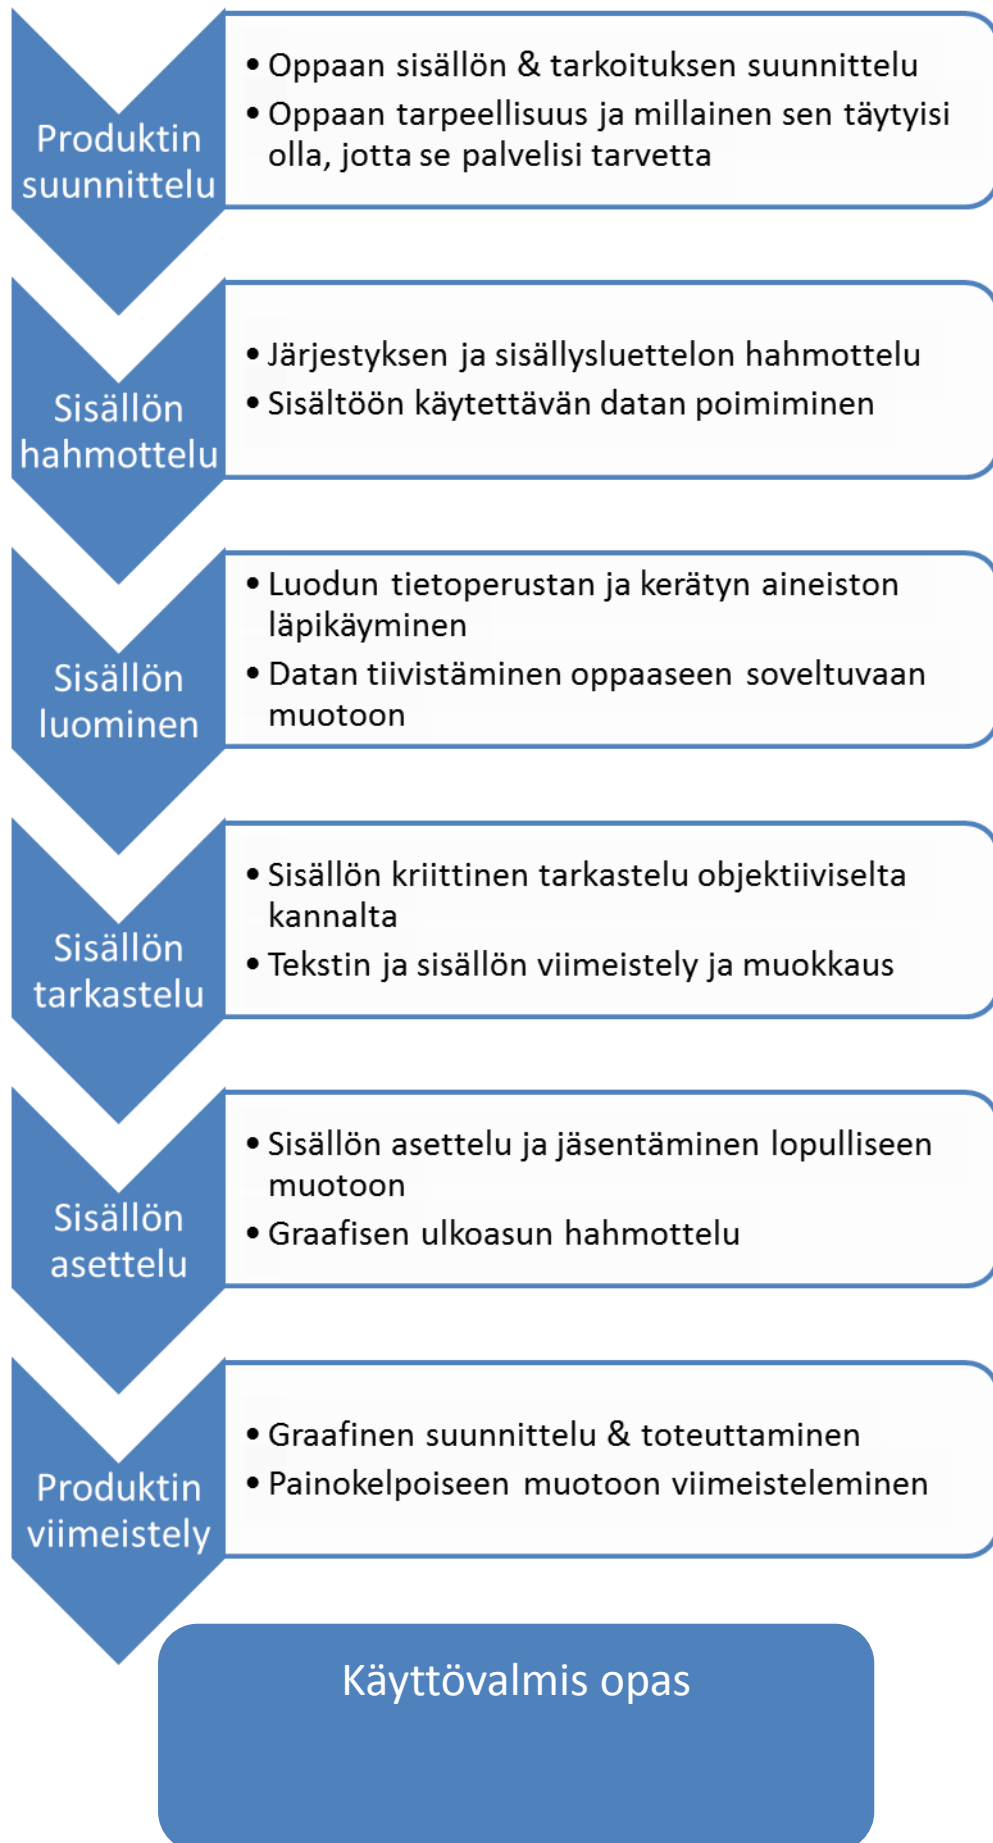 Produktin
suunnittelu
• Oppaan sisällön & tarkoituksen suunnittelu
• Oppaan tarpeellisuus ja millainen sen täytyisi
olla, jotta se palvelisi tarvetta
Sisällön
hahmottelu
• Järjestyksen ja sisällysluettelon hahmottelu
• Sisältöön käytettävän datan poimiminen
Sisällön
luominen
• Luodun tietoperustan ja kerätyn aineiston
läpikäyminen
• Datan tiivistäminen oppaaseen soveltuvaan
muotoon
Sisällön
tarkastelu
• Sisällön kriittinen tarkastelu objektiiviselta
kannalta
• Tekstin ja sisällön viimeistely ja muokkaus
Sisällön
asettelu
• Sisällön asettelu ja jäsentäminen lopulliseen
muotoon
• Graafisen ulkoasun hahmottelu
Produktin
viimeistely
• Graafinen suunnittelu & toteuttaminen
• Painokelpoiseen muotoon viimeisteleminen
Käyttövalmis opas